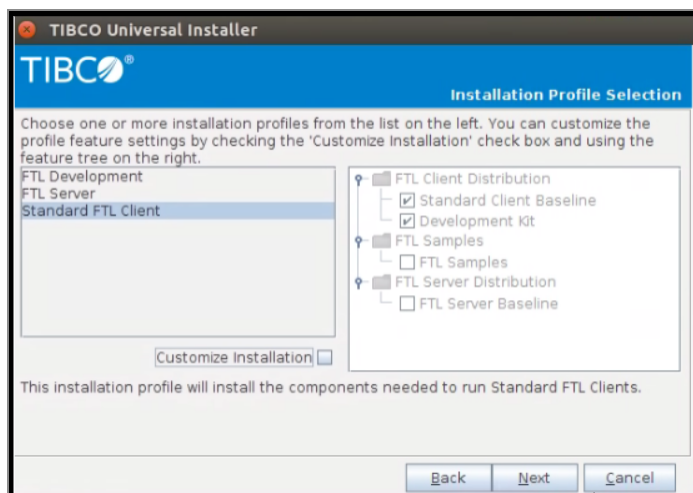 TIBCO Universal Installer
TIBCO®
Installation Profile Selection
Choose one or more installation profiles from the list on the left. You can customize the
profile feature settings by checking the 'Customize Installation' check box and using the
feature tree on the right.
FTL Development
FTL Server
Standard FTL Client
FTL Client Distribution
Standard Client Baseline
Development Kit
FTL Samples
FTL Samples
FTL Server Distribution
FTL Server Baseline
Customize Installation
This installation profile will install the components needed to run Standard FTL Clients.
Back Next Cancel